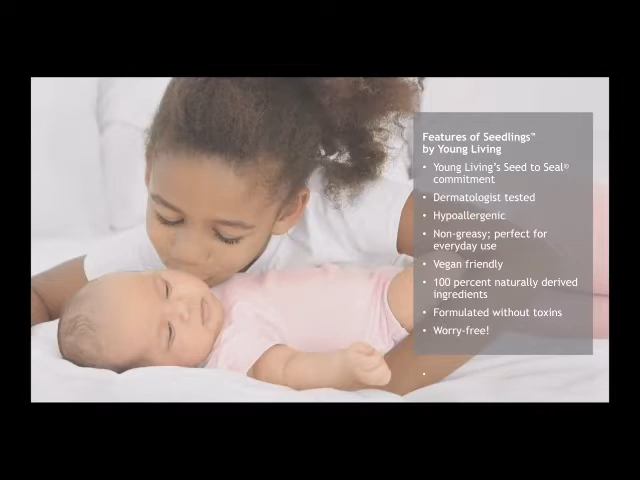 Features of Seedlings™
by Young Living
• Young Living's Seed to Seal®
commitment
• Dermatologist tested
• Hypoallergenic
• Non-greasy; perfect for
everyday use
• Vegan friendly
• 100 percent naturally derived
ingredients
• Formulated without toxins
• Worry-free!
•